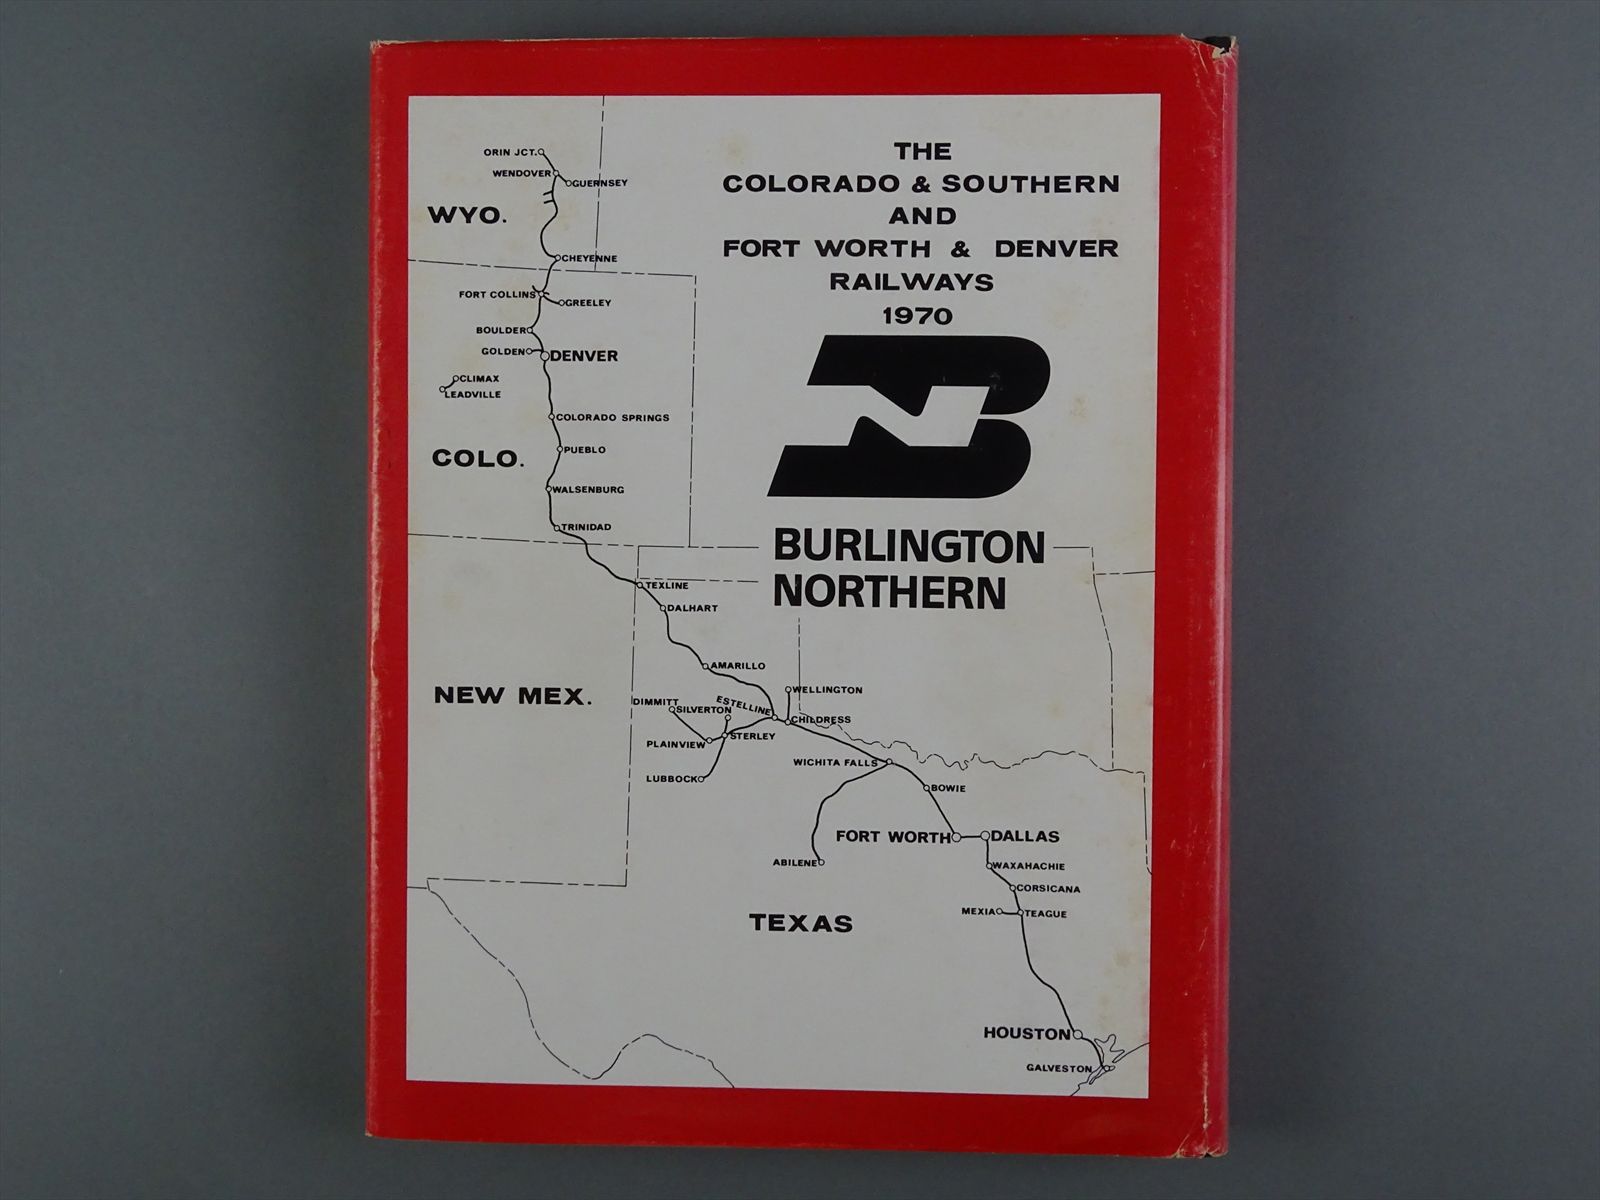 THE
COLORADO & SOUTHERN
AND
FORT WORTH & DENVER
RAILWAYS
1970
BN
BURLINGTON
NORTHERN
ORIN JCT.
WENDOVER
GUERNSEY
WYO.
CHEYENNE
FORT COLLINS
GREELEY
BOULDER
GOLDEN
DENVER
CLIMAX
LEADVILLE
COLORADO SPRINGS
PUEBLO
COLO.
WALSENBURG
TRINIDAD
TEXLINE
DALHART
AMARILLO
NEW MEX.
WELLINGTON
DIMMITT
SILVERTON
ESTELLINE
CHILDRESS
STERLEY
PLAINVIEW
LUBBOCK
WICHITA FALLS
BOWIE
FORT WORTH
DALLAS
ABILENE
WAXAHACHIE
CORSICANA
MEXIA
TEAGUE
TEXAS
HOUSTON
GALVESTON